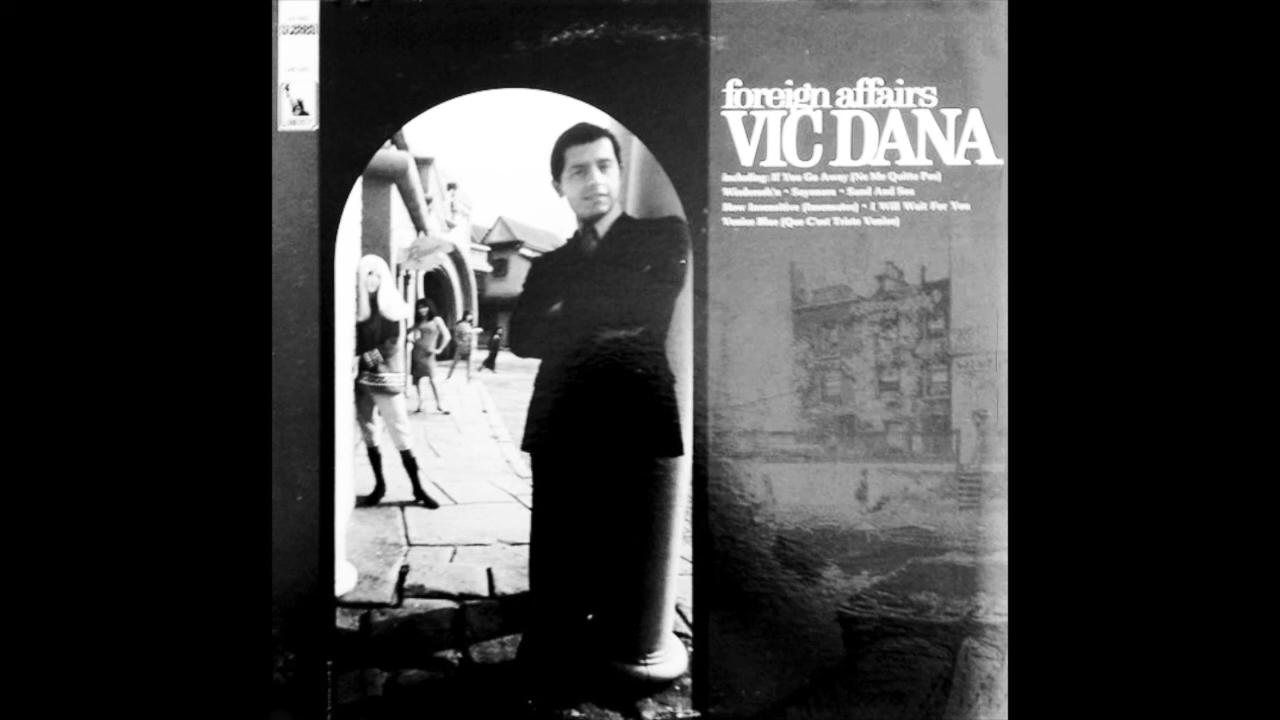 foreign affairs
VIC DANA
including: If You Go Away (Ne Me Quitte Pas)
• Sayonara • Sand And Sea
How Insensitive (Insensatez) • I Will Wait For You
Venice Blue (Que C'est Triste Venise)